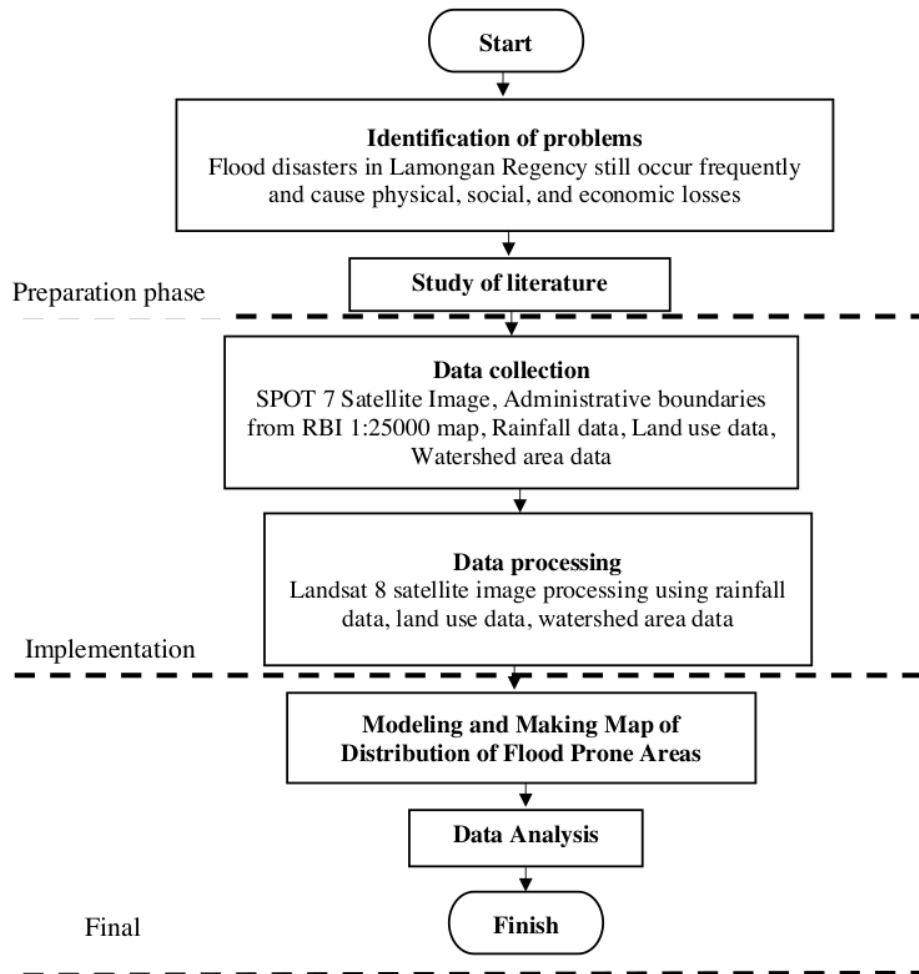 Start
Identification of problems
Flood disasters in Lamongan Regency still occur frequently
and cause physical, social, and economic losses
Study of literature
Preparation phase
Data collection
SPOT 7 Satellite Image, Administrative boundaries
from RBI 1:25000 map, Rainfall data, Land use data,
Watershed area data
Data processing
Landsat 8 satellite image processing using rainfall
data, land use data, watershed area data
Implementation
Modeling and Making Map of
Distribution of Flood Prone Areas
Data Analysis
Finish
Final